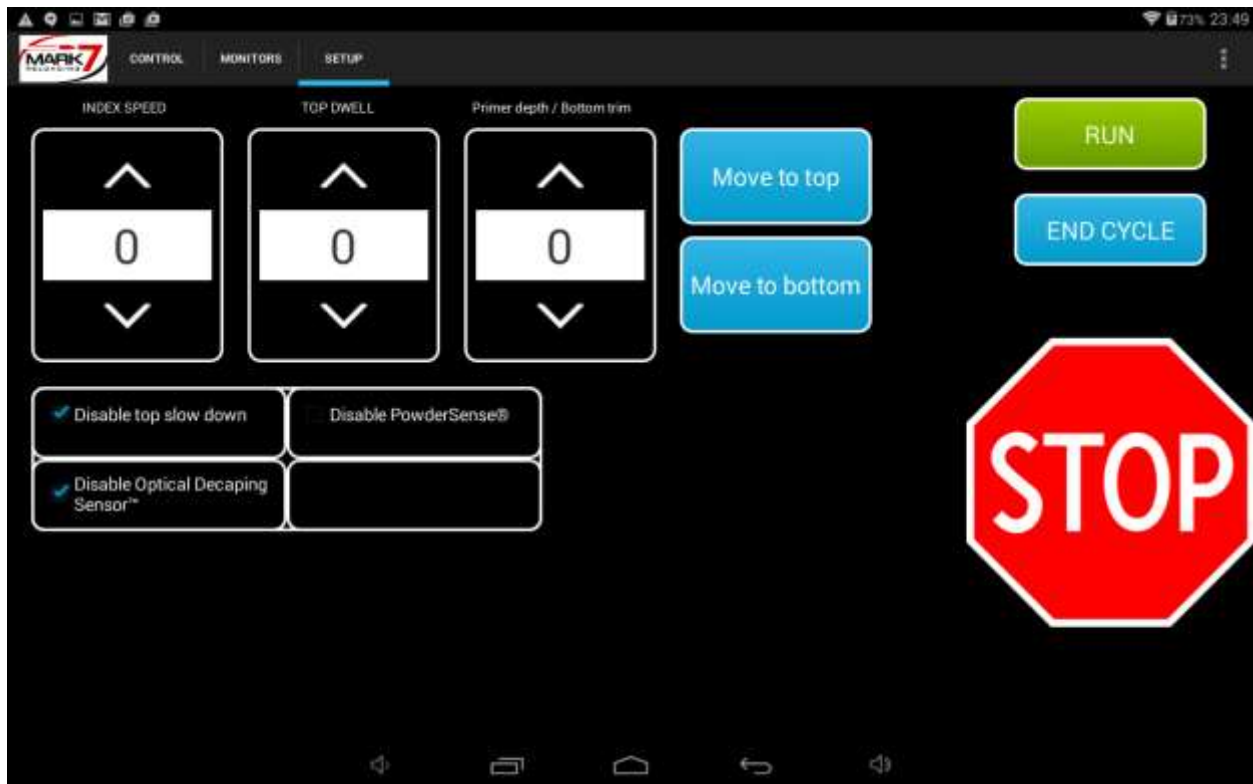 73% 23:49
MARK 7
RELOADING
CONTROL
MONITORS
SETUP
INDEX SPEED
TOP DWELL
Primer depth / Bottom trim
0
0
0
Move to top
Move to bottom
RUN
END CYCLE
Disable top slow down
Disable PowderSense®
Disable Optical Decaping
Sensor™
STOP